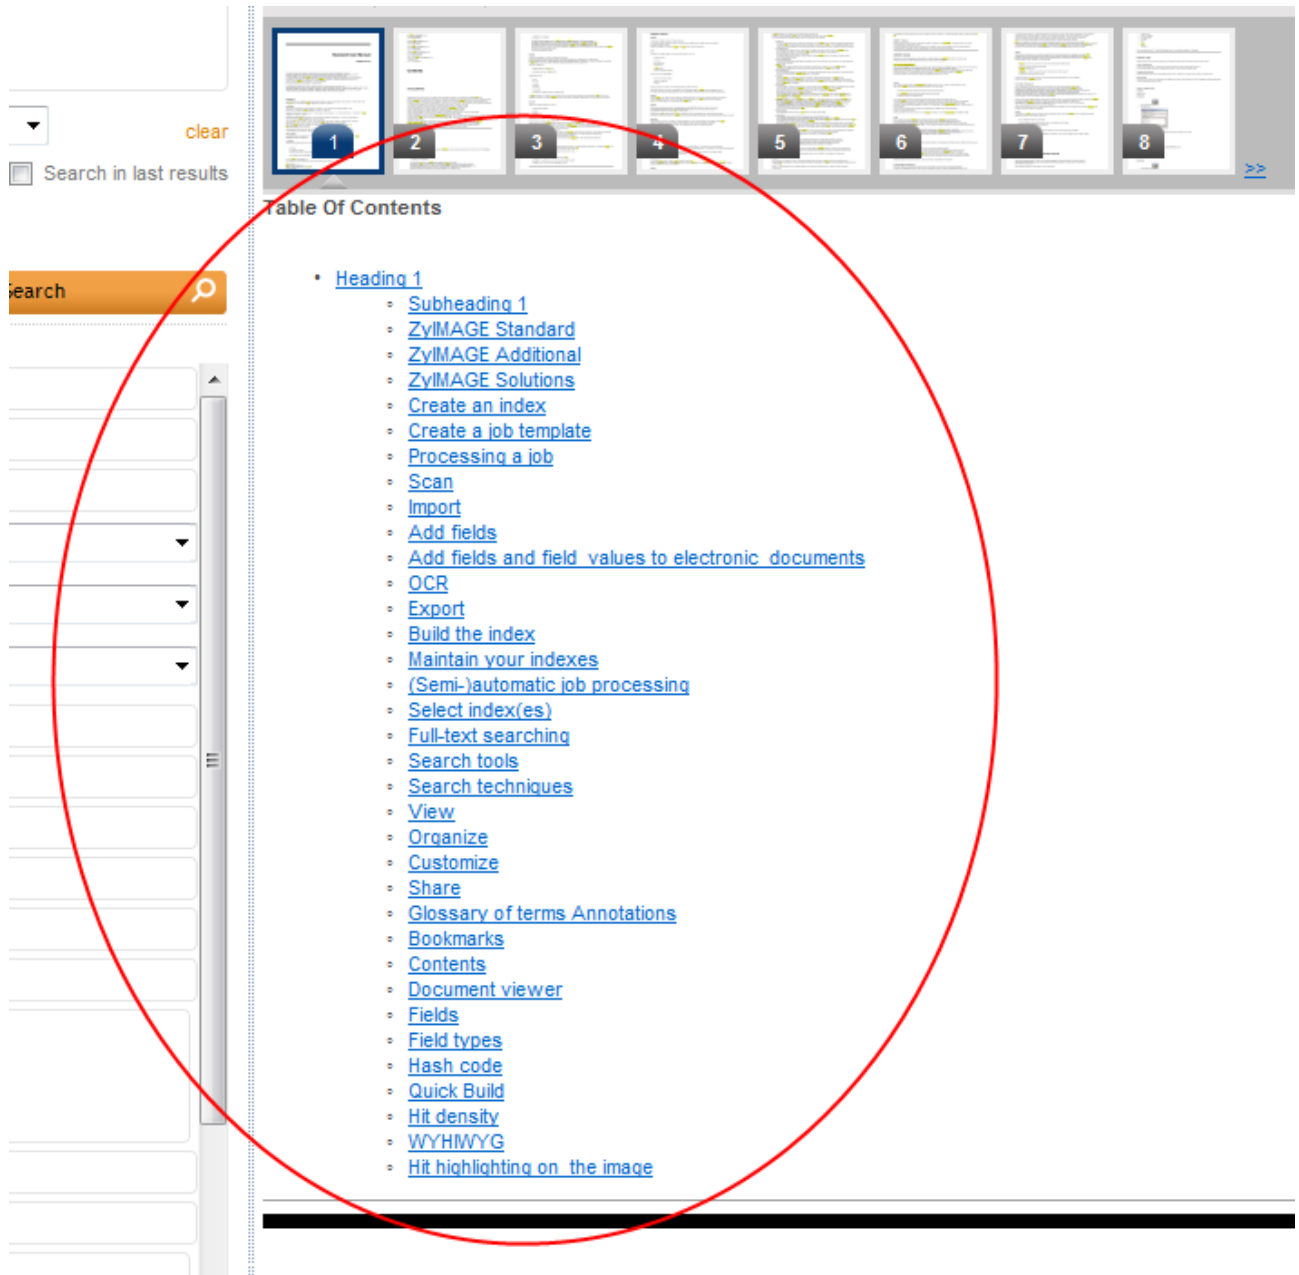 clear
Search in last results
Search
1 2 3 4 5 6 7 8 >>
Table Of Contents
Heading 1
Subheading 1
ZyIMAGE Standard
ZyIMAGE Additional
ZyIMAGE Solutions
Create an index
Create a job template
Processing a job
Scan
Import
Add fields
Add fields and field values to electronic documents
OCR
Export
Build the index
Maintain your indexes
(Semi-)automatic job processing
Select index(es)
Full-text searching
Search tools
Search techniques
View
Organize
Customize
Share
Glossary of terms Annotations
Bookmarks
Contents
Document viewer
Fields
Field types
Hash code
Quick Build
Hit density
WYHIWYG
Hit highlighting on the image